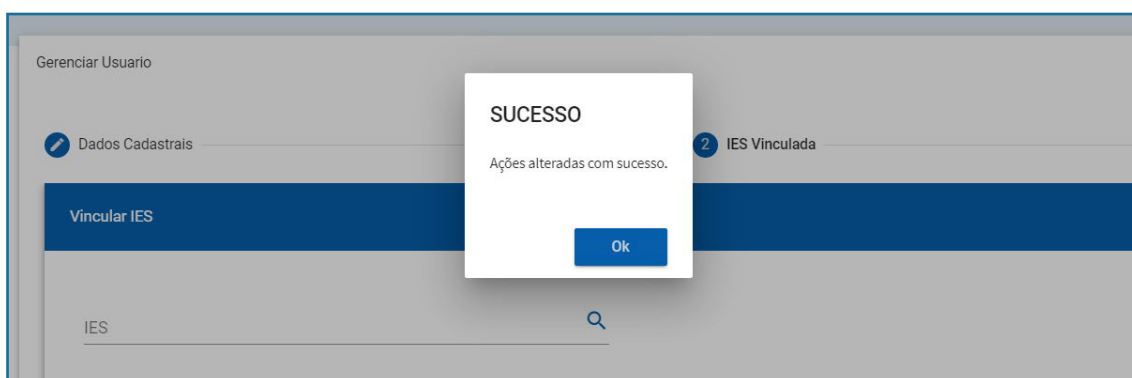 Gerenciar Usuario
SUCESSO
Dados Cadastrais
2 IES Vinculada
Ações alteradas com sucesso.
Vincular IES
Ok
IES